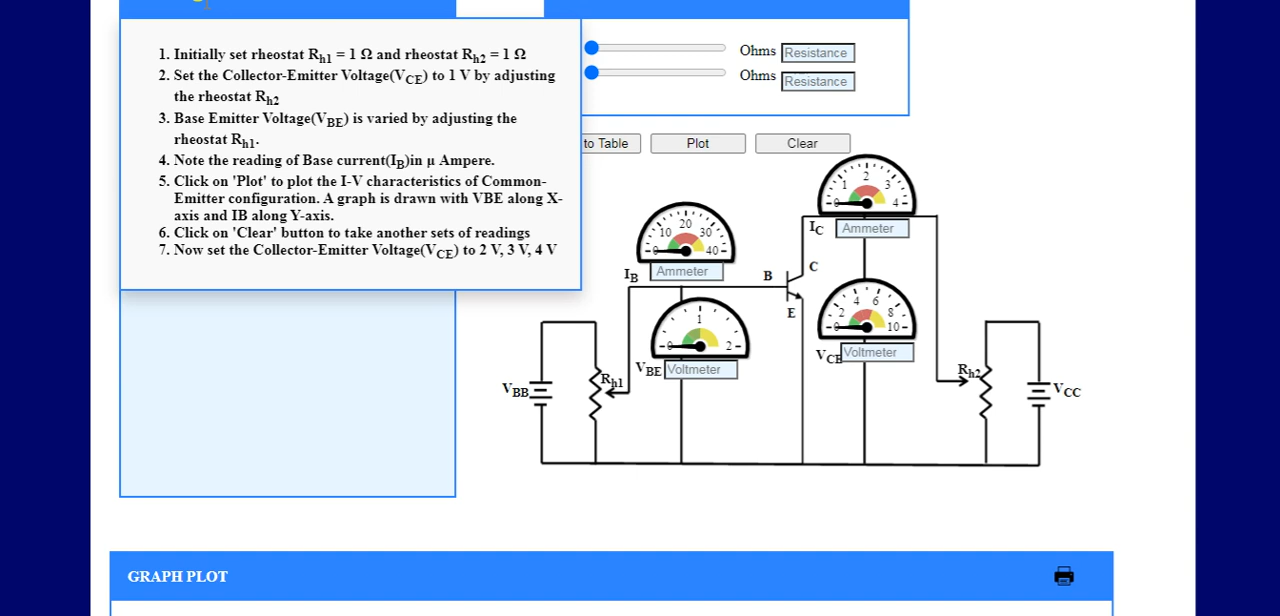 1. Initially set rheostat Rh1 = 1 Ω and rheostat Rh2 = 1 Ω
2. Set the Collector-Emitter Voltage(VCE) to 1 V by adjusting
the rheostat Rh2
3. Base Emitter Voltage(VBE) is varied by adjusting the
rheostat Rh1.
4. Note the reading of Base current(IB)in μ Ampere.
5. Click on 'Plot' to plot the I-V characteristics of Common-
Emitter configuration. A graph is drawn with VBE along X-
axis and IB along Y-axis.
6. Click on 'Clear' button to take another sets of readings
7. Now set the Collector-Emitter Voltage(VCE) to 2 V, 3 V, 4 V
Ohms Resistance
Ohms Resistance
to Table Plot Clear
0 1 2 3 4
IC Ammeter
0 10 20 30 40
IB Ammeter
B
C
E
0 2 4 6 8 10
VCE Voltmeter
0 1 2
VBE Voltmeter
VBB
Rh1
Rh2
VCC
GRAPH PLOT